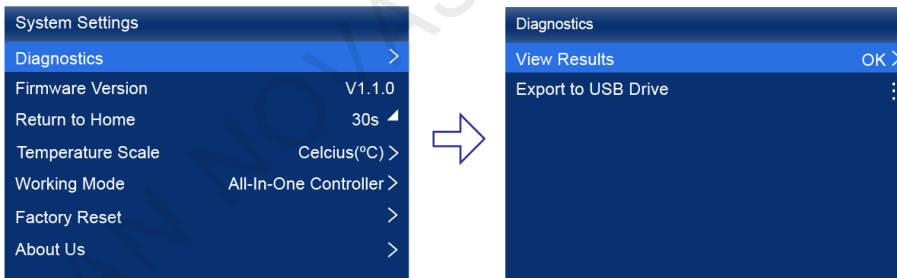 System Settings
Diagnostics >
Firmware Version V1.1.0
Return to Home 30s
Temperature Scale Celcius(ºC) >
Working Mode All-In-One Controller >
Factory Reset >
About Us >
Diagnostics
View Results OK >
Export to USB Drive